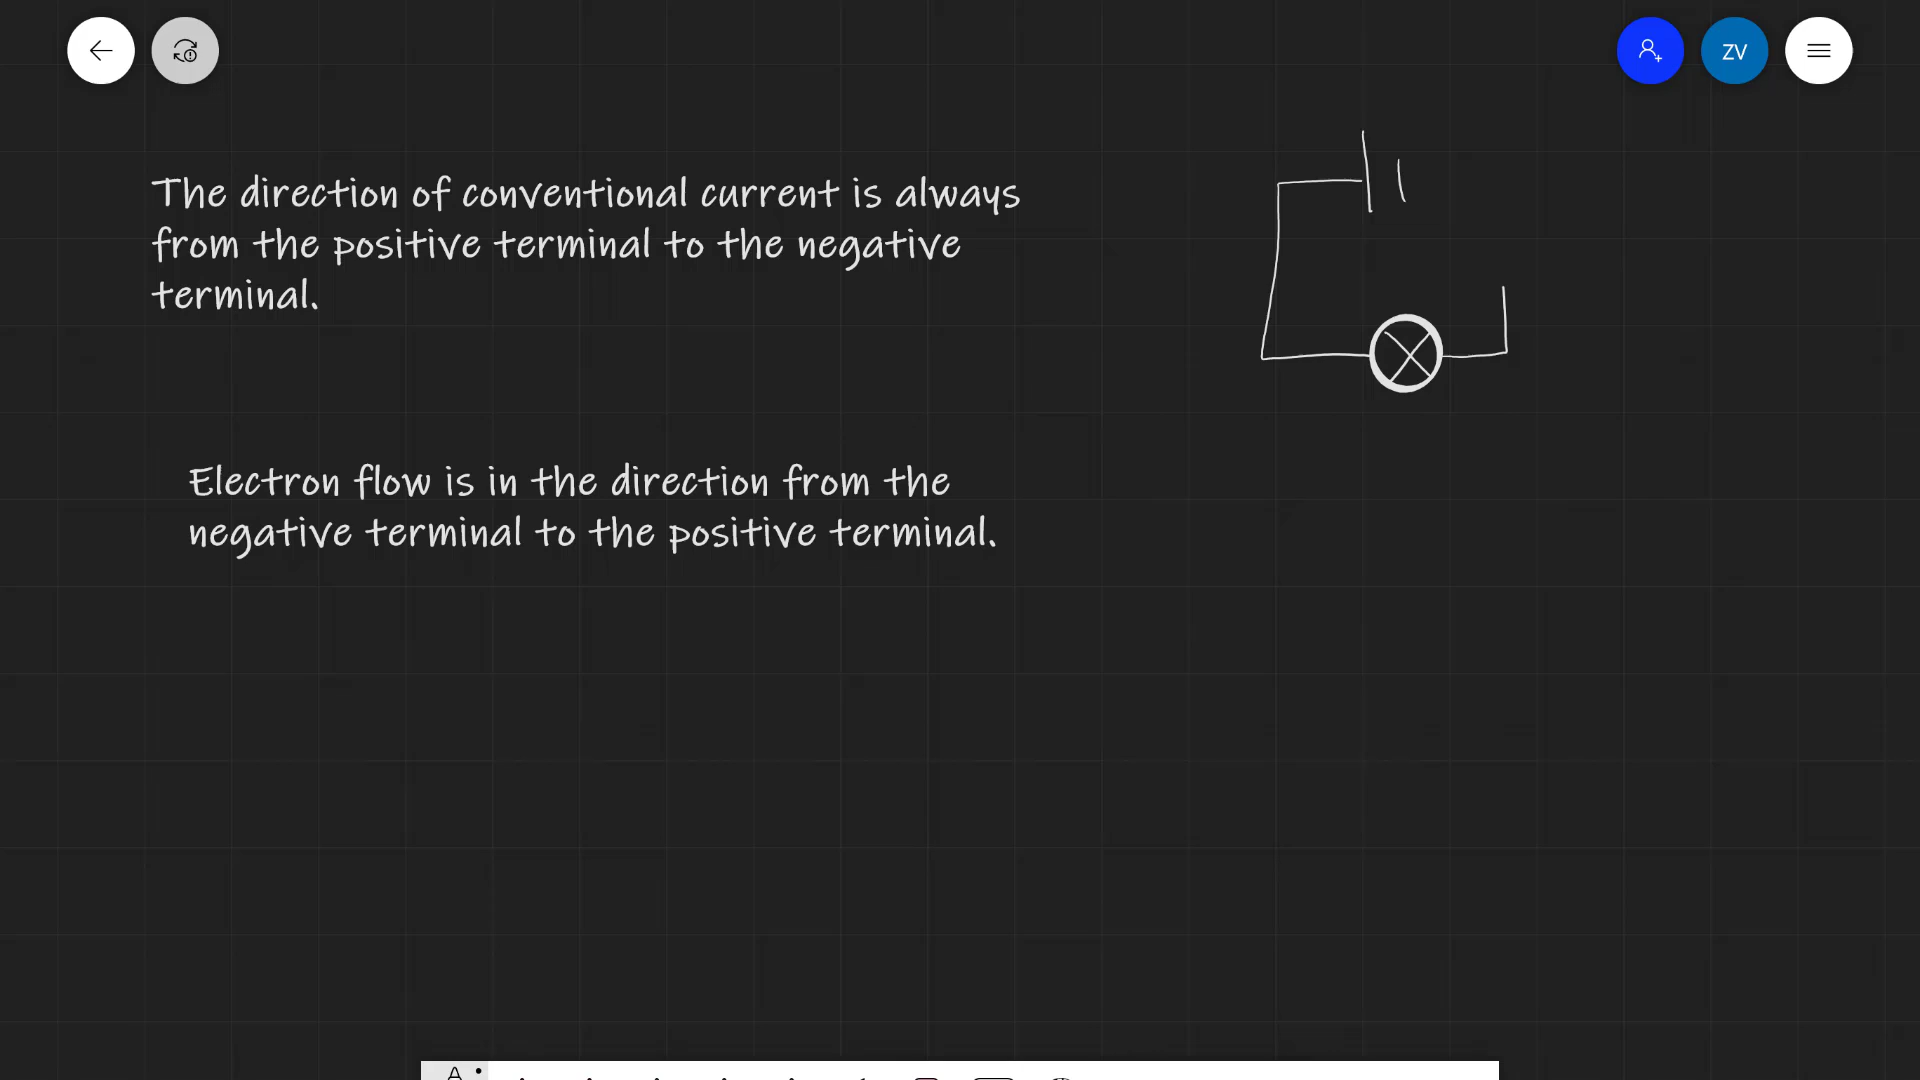 ZV
The direction of conventional current is always
from the positive terminal to the negative
terminal.
Electron flow is in the direction from the
negative terminal to the positive terminal.